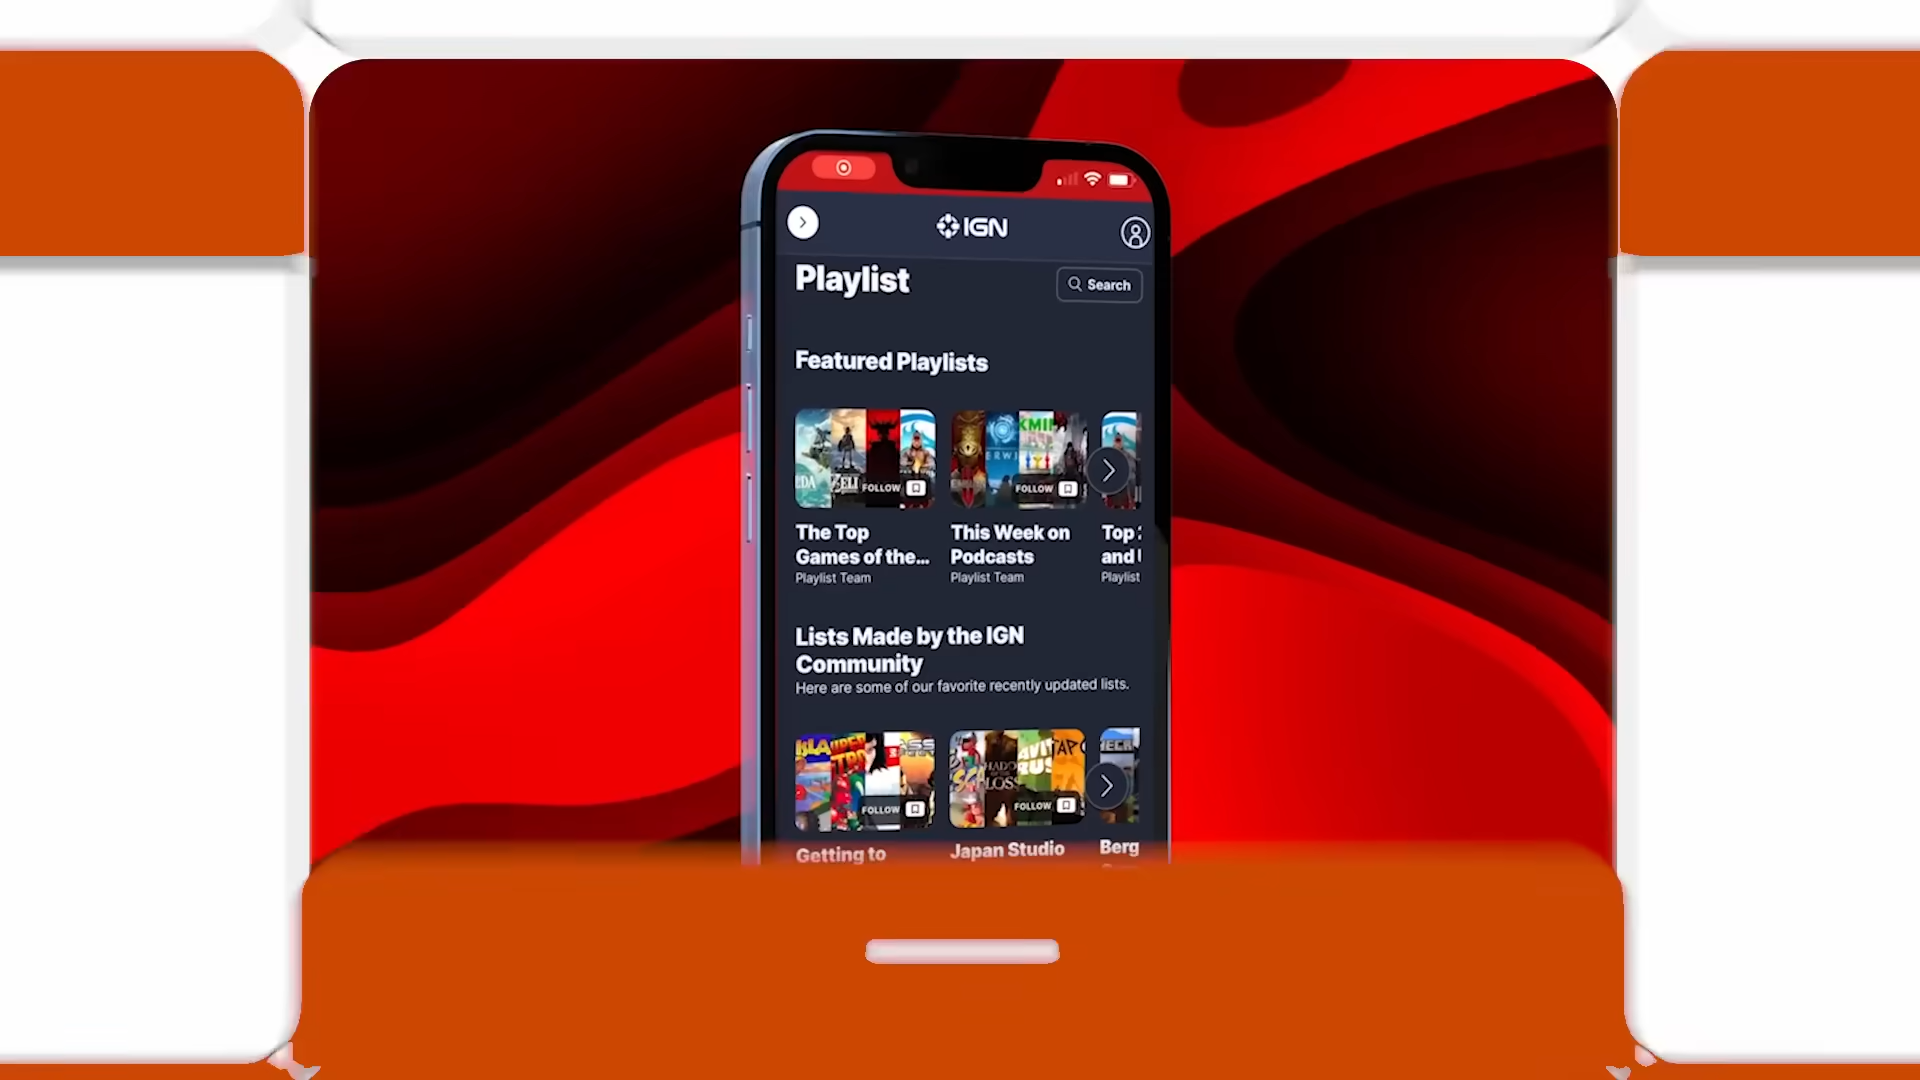 IGN
Playlist
Search
Featured Playlists
FOLLOW
FOLLOW
The Top
Games of the...
Playlist Team
This Week on
Podcasts
Playlist Team
Top
and
Playlist
Lists Made by the IGN
Community
Here are some of our favorite recently updated lists.
FOLLOW
FOLLOW
Getting to
Japan Studio
Berg